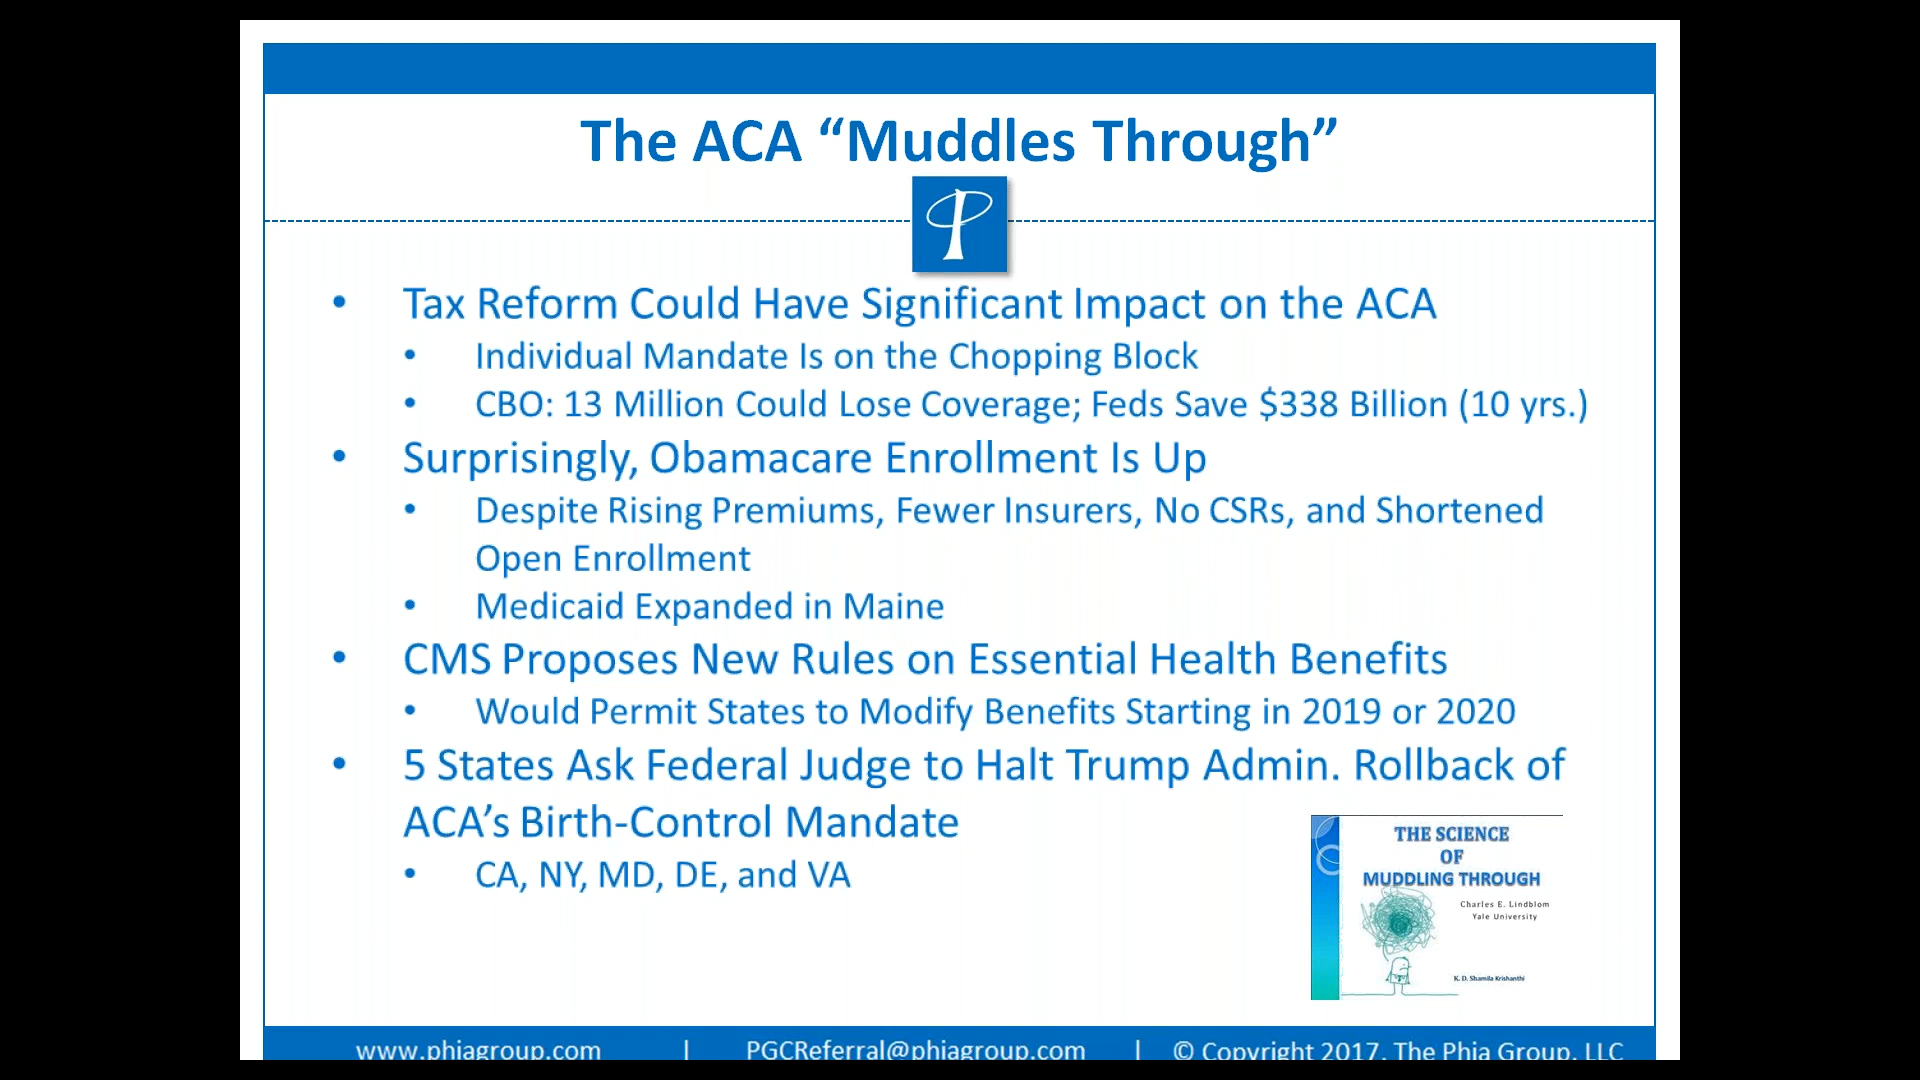 The ACA “Muddles Through”
• Tax Reform Could Have Significant Impact on the ACA
• Individual Mandate Is on the Chopping Block
• CBO: 13 Million Could Lose Coverage; Feds Save $338 Billion (10 yrs.)
• Surprisingly, Obamacare Enrollment Is Up
• Despite Rising Premiums, Fewer Insurers, No CSRs, and Shortened
Open Enrollment
• Medicaid Expanded in Maine
• CMS Proposes New Rules on Essential Health Benefits
• Would Permit States to Modify Benefits Starting in 2019 or 2020
• 5 States Ask Federal Judge to Halt Trump Admin. Rollback of
ACA’s Birth-Control Mandate
• CA, NY, MD, DE, and VA
THE SCIENCE
OF
MUDDLING THROUGH
Charles E. Lindblom
Yale University
K. D. Shamila Krishanthi
www.phiagroup.com | PGCReferral@phiagroup.com | © Copyright 2017. The Phia Group, LLC